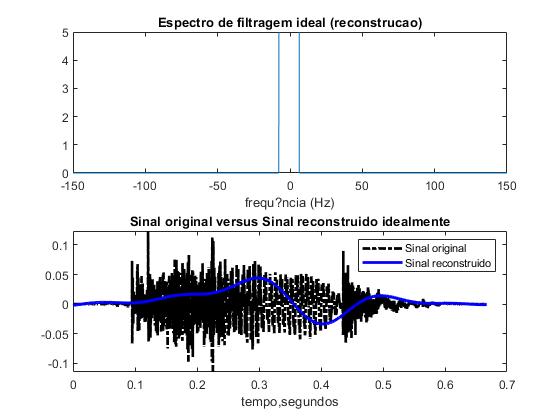 Espectro de filtragem ideal (reconstrucao)
5
4
3
2
1
0
-150 -100 -50 0 50 100 150
frequ?ncia (Hz)
Sinal original versus Sinal reconstruido idealmente
0.1
0.05
0
-0.05
-0.1
Sinal original
Sinal reconstruido
0 0.1 0.2 0.3 0.4 0.5 0.6 0.7
tempo,segundos